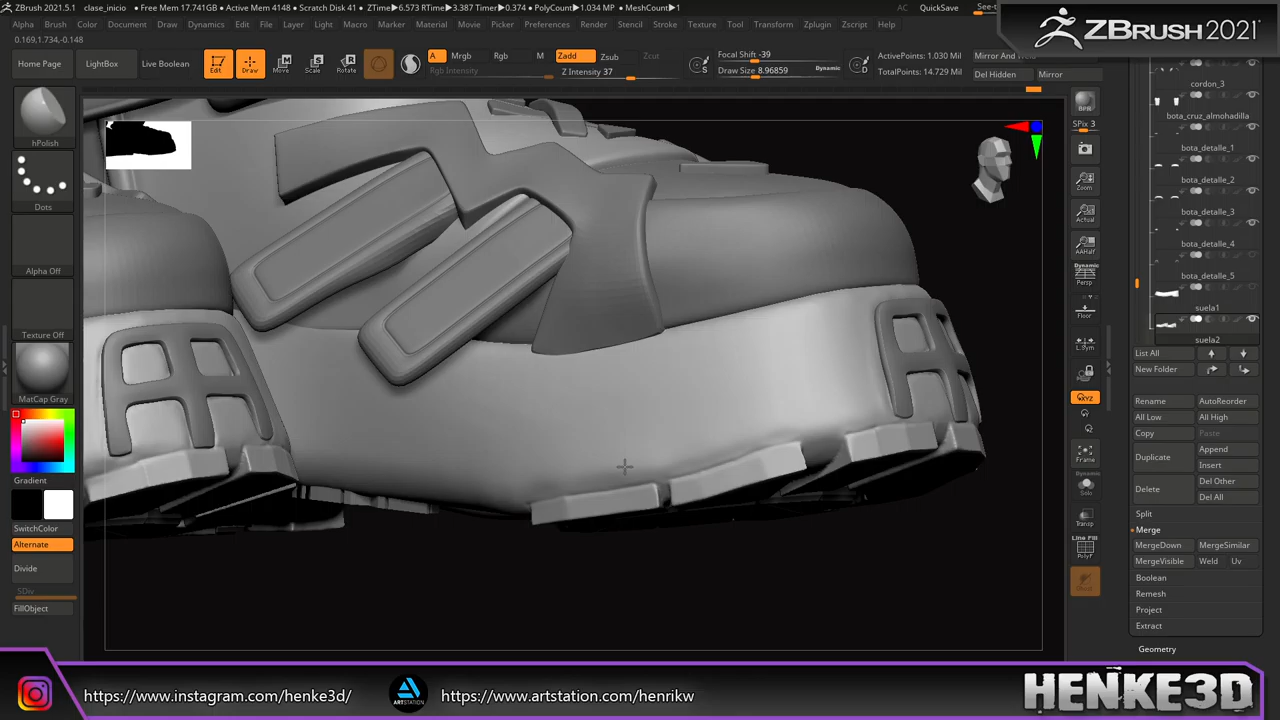 ZBrush 2021.5.1 clase_inicio • Free Mem 17.741GB • Active Mem 4148 • Scratch Disk 41 • ZTime▸6.573 RTime▸3.387 Timer▸0.374 • PolyCount▸1.034 MP • MeshCount▸1 AC QuickSave See-t
ZBRUSH 2021
Alpha Brush Color Document Draw Dynamics Edit File Layer Light Macro Marker Material Movie Picker Preferences Render Stencil Stroke Texture Tool Transform Zplugin Zscript Help
0.169,1.734,-0.148
Home Page LightBox Live Boolean Edit Draw Move Scale Rotate
A Mrgb Rgb M Zadd Zsub Zcut
Rgb Intensity Z Intensity 37
Focal Shift -39
Draw Size 8.96859 Dynamic
S
D
ActivePoints: 1.030 Mil
TotalPoints: 14.729 Mil
Mirror And
Del Hidden Mirror
hPolish
Dots
Alpha Off
Texture Off
MatCap Gray
Gradient
SwitchColor
Alternate
Divide
SDiv
FillObject
BPR
SPix 3
Zoom
Actual
AAHalf
Dynamic
Persp
Floor
L.Sym
XYZ
Frame
Dynamic
Solo
Transp
Line Fill
PolyF
cordon_3
bota_cruz_almohadilla
bota_detalle_1
bota_detalle_2
bota_detalle_3
bota_detalle_4
bota_detalle_5
suela1
suela2
List All
New Folder
Rename AutoReorder
All Low All High
Copy Paste
Duplicate Append
Insert
Delete Del Other
Del All
Split
Merge
MergeDown MergeSimilar
MergeVisible Weld Uv
Boolean
Remesh
Project
Extract
Geometry
https://www.instagram.com/henke3d/
ARTSTATION
https://www.artstation.com/henrikw
HENKE3D